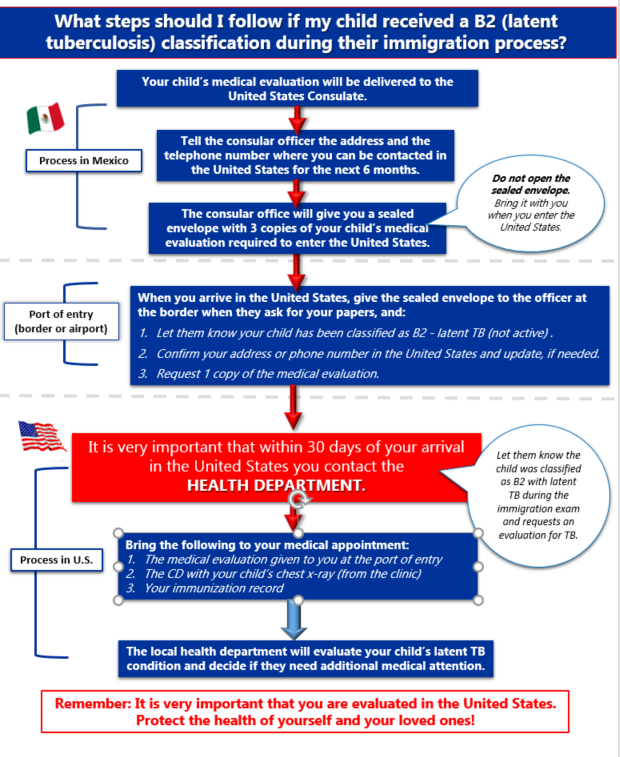 What steps should I follow if my child received a B2 (latent
tuberculosis) classification during their immigration process?
Your child's medical evaluation will be delivered to the
United States Consulate.
Process in Mexico
Tell the consular officer the address and the
telephone number where you can be contacted in
the United States for the next 6 months.
The consular office will give you a sealed
envelope with 3 copies of your child's medical
evaluation required to enter the United States.
Do not open the
sealed envelope.
Bring it with you
when you enter the
United States.
Port of entry
(border or airport)
When you arrive in the United States, give the sealed envelope to the officer at
the border when they ask for your papers, and:
1. Let them know your child has been classified as B2 - latent TB (not active) .
2. Confirm your address or phone number in the United States and update, if needed.
3. Request 1 copy of the medical evaluation.
It is very important that within 30 days of your arrival
in the United States you contact the
HEALTH DEPARTMENT.
Let them know the
child was classified
as B2 with latent
TB during the
immigration exam
and requests an
evaluation for TB.
Process in U.S.
Bring the following to your medical appointment:
1. The medical evaluation given to you at the port of entry
2. The CD with your child's chest x-ray (from the clinic)
3. Your immunization record
The local health department will evaluate your child's latent TB
condition and decide if they need additional medical attention.
Remember: It is very important that you are evaluated in the United States.
Protect the health of yourself and your loved ones!